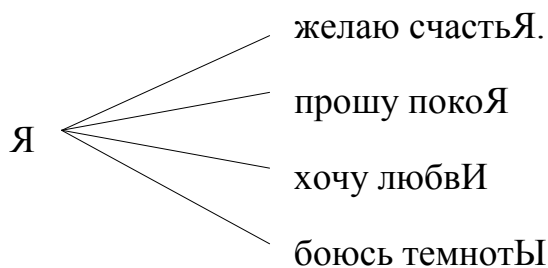 желаю счастьЯ.
прошу покоЯ
Я
хочу любвИ
боюсь темнотЫ